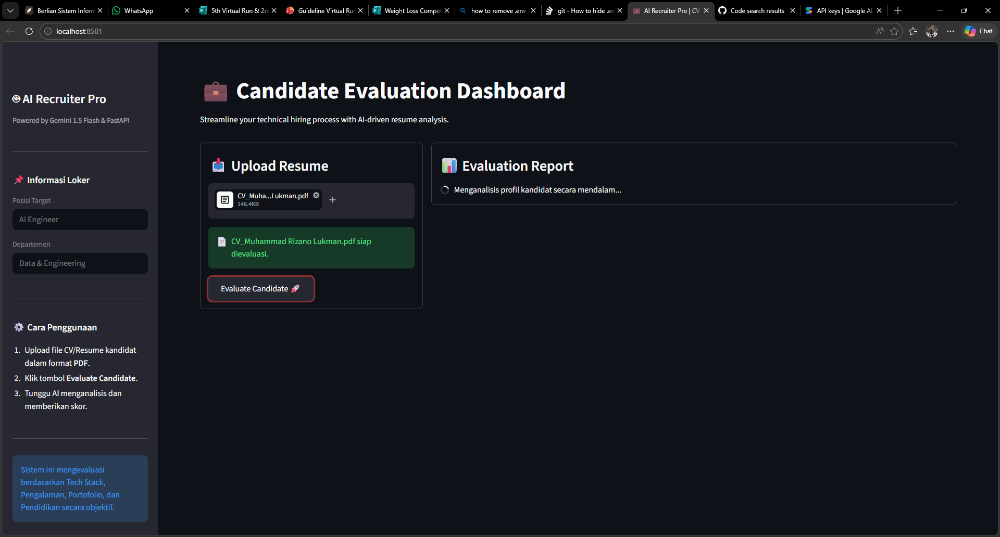 Berlian Sistem Inform
WhatsApp
5th Virtual Run & 2n
Guideline Virtual Run
Weight Loss Compet
how to remove .env
git - How to hide .en
AI Recruiter Pro | CV
Code search results
API keys | Google AI
localhost:8501
Chat
AI Recruiter Pro
Powered by Gemini 1.5 Flash & FastAPI
Informasi Loker
Posisi Target
AI Engineer
Departemen
Data & Engineering
Cara Penggunaan
1. Upload file CV/Resume kandidat
dalam format PDF.
2. Klik tombol Evaluate Candidate.
3. Tunggu AI menganalisis dan
memberikan skor.
Sistem ini mengevaluasi
berdasarkan Tech Stack,
Pengalaman, Portofolio, dan
Pendidikan secara objektif.
Candidate Evaluation Dashboard
Streamline your technical hiring process with AI-driven resume analysis.
Upload Resume
CV_Muha...Lukman.pdf
146.4KB
CV_Muhammad Rizano Lukman.pdf siap
dievaluasi.
Evaluate Candidate
Evaluation Report
Menganalisis profil kandidat secara mendalam...